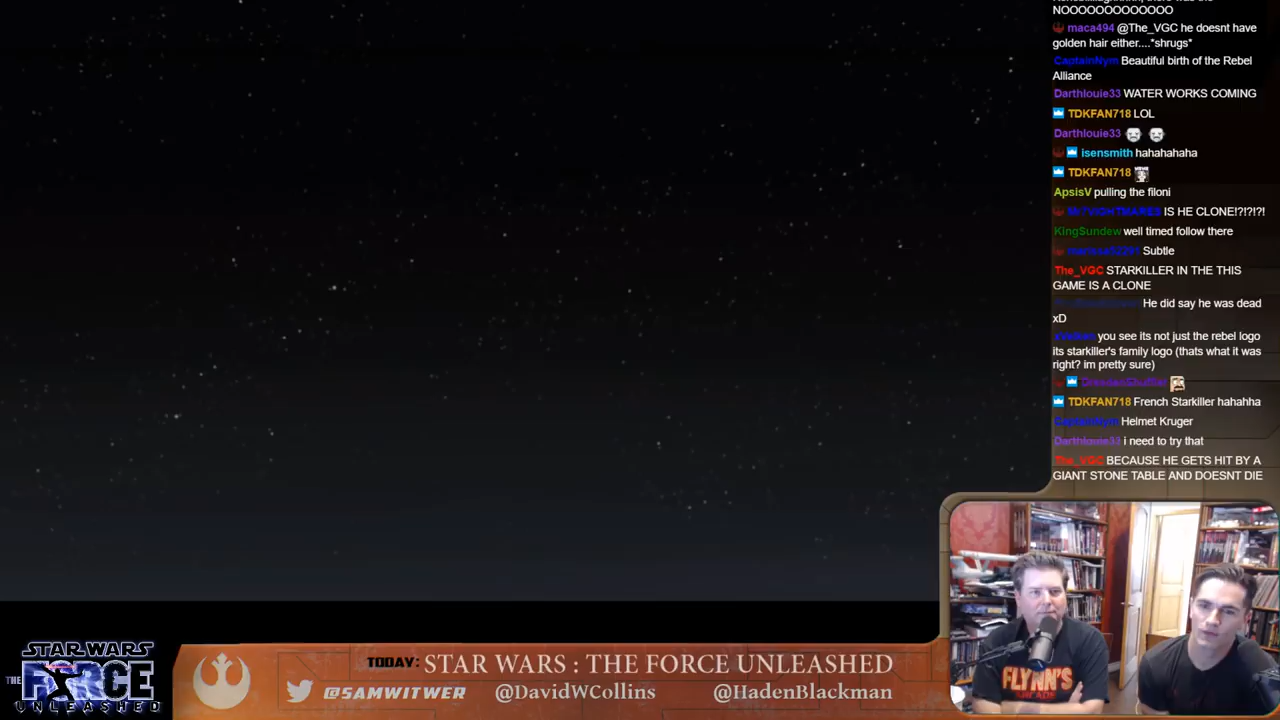 NOOOOOOOOOOOOO
maca494 @The_VGC he doesnt have
golden hair either....*shrugs*
CaptainNym Beautiful birth of the Rebel
Alliance
Darthlouie33 WATER WORKS COMING
TDKFAN718 LOL
Darthlouie33
isensmith hahahahaha
TDKFAN718
ApsisV pulling the filoni
IS HE CLONE!?!?!?!
KingSundew well timed follow there
marissa52291 Subtle
The_VGC STARKILLER IN THE THIS
GAME IS A CLONE
He did say he was dead
xD
you see its not just the rebel logo
its starkiller's family logo (thats what it was
right? im pretty sure)
TDKFAN718 French Starkiller hahahha
CaptainNym Helmet Kruger
Darthlouie33 i need to try that
The_VGC BECAUSE HE GETS HIT BY A
GIANT STONE TABLE AND DOESNT DIE
FLYNN'S
STAR WARS
THE FORCE
UNLEASHED
TODAY: STAR WARS : THE FORCE UNLEASHED
@SAMWITWER @DavidWCollins @HadenBlackman